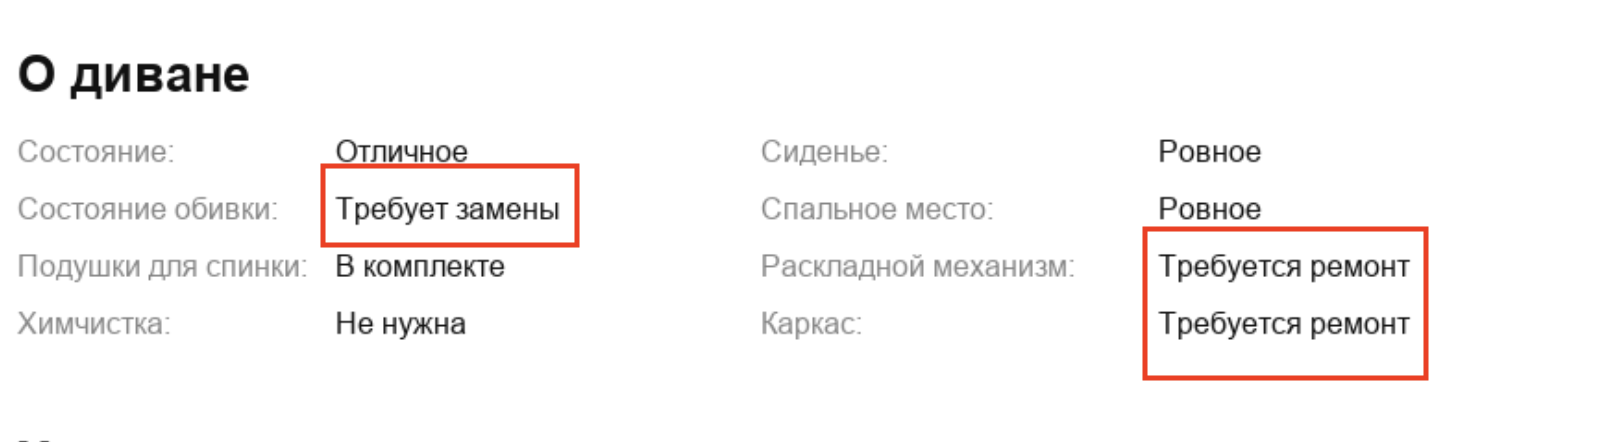 О диване
Состояние: Отличное
Состояние обивки: Требует замены
Подушки для спинки: В комплекте
Химчистка: Не нужна
Сиденье: Ровное
Спальное место: Ровное
Раскладной механизм: Требуется ремонт
Каркас: Требуется ремонт